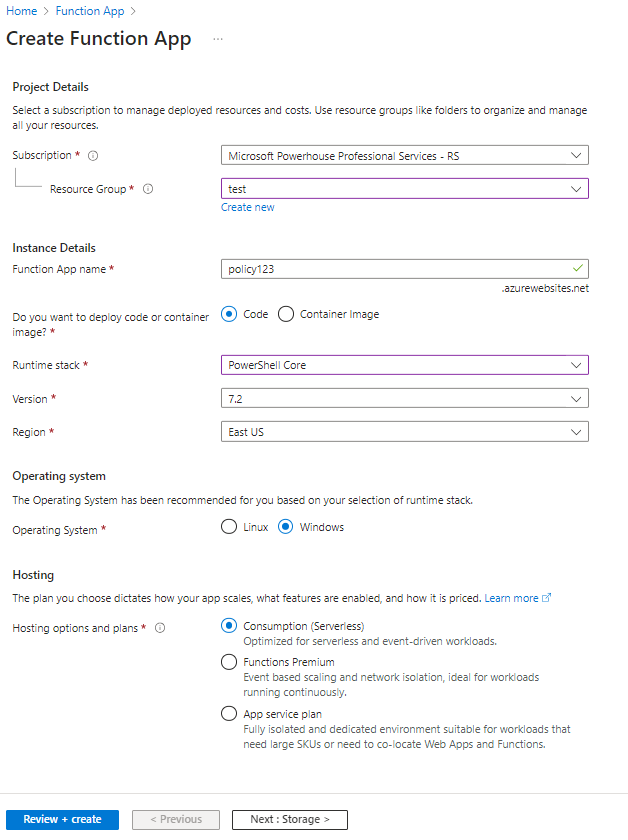 Home > Function App >
Create Function App ...
Project Details
Select a subscription to manage deployed resources and costs. Use resource groups like folders to organize and manage
all your resources.
Subscription *
Microsoft Powerhouse Professional Services - RS
Resource Group *
test
Create new
Instance Details
Function App name *
policy123
.azurewebsites.net
Do you want to deploy code or container
image? *
Code
Container Image
Runtime stack *
PowerShell Core
Version *
7.2
Region *
East US
Operating system
The Operating System has been recommended for you based on your selection of runtime stack.
Operating System *
Linux
Windows
Hosting
The plan you choose dictates how your app scales, what features are enabled, and how it is priced. Learn more
Hosting options and plans *
Consumption (Serverless)
Optimized for serverless and event-driven workloads.
Functions Premium
Event based scaling and network isolation, ideal for workloads
running continuously.
App service plan
Fully isolated and dedicated environment suitable for workloads that
need large SKUs or need to co-locate Web Apps and Functions.
Review + create
< Previous
Next : Storage >